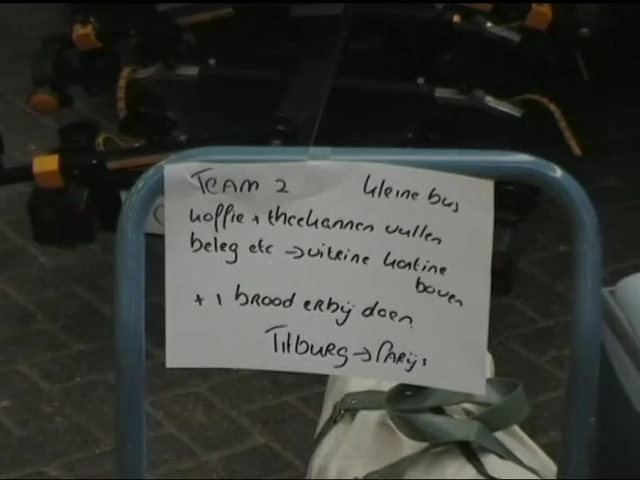 Team 2 kleine bus
koffie + theekannen vullen
beleg etc → vitrine kantine
boven
+ 1 brood erbij doen
Tilburg → Parijs